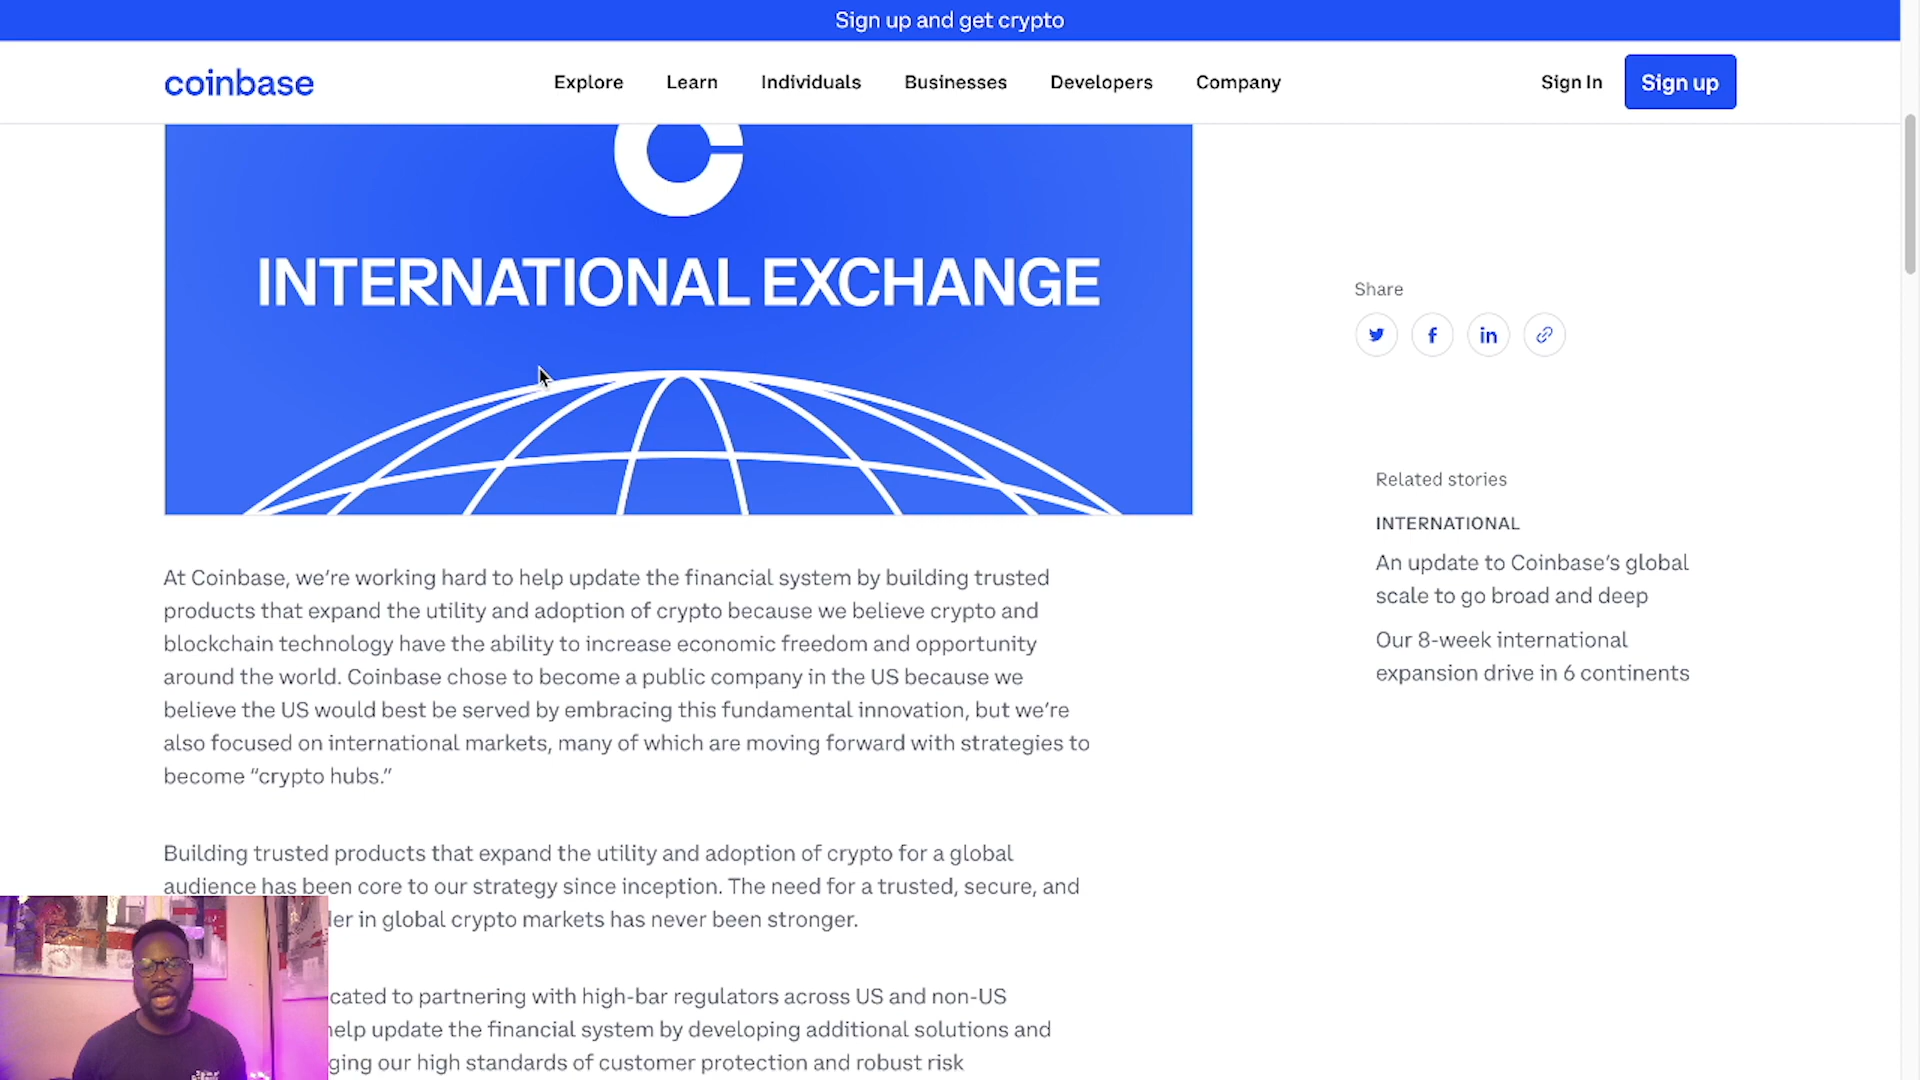 Sign up and get crypto
coinbase
Explore
Learn
Individuals
Businesses
Developers
Company
Sign In
Sign up
INTERNATIONAL EXCHANGE
Share
Related stories
INTERNATIONAL
An update to Coinbase’s global
scale to go broad and deep
Our 8-week international
expansion drive in 6 continents
At Coinbase, we’re working hard to help update the financial system by building trusted
products that expand the utility and adoption of crypto because we believe crypto and
blockchain technology have the ability to increase economic freedom and opportunity
around the world. Coinbase chose to become a public company in the US because we
believe the US would best be served by embracing this fundamental innovation, but we’re
also focused on international markets, many of which are moving forward with strategies to
become “crypto hubs.”
Building trusted products that expand the utility and adoption of crypto for a global
audience has been core to our strategy since inception. The need for a trusted, secure, and
in global crypto markets has never been stronger.
to partnering with high-bar regulators across US and non-US
help update the financial system by developing additional solutions and
our high standards of customer protection and robust risk